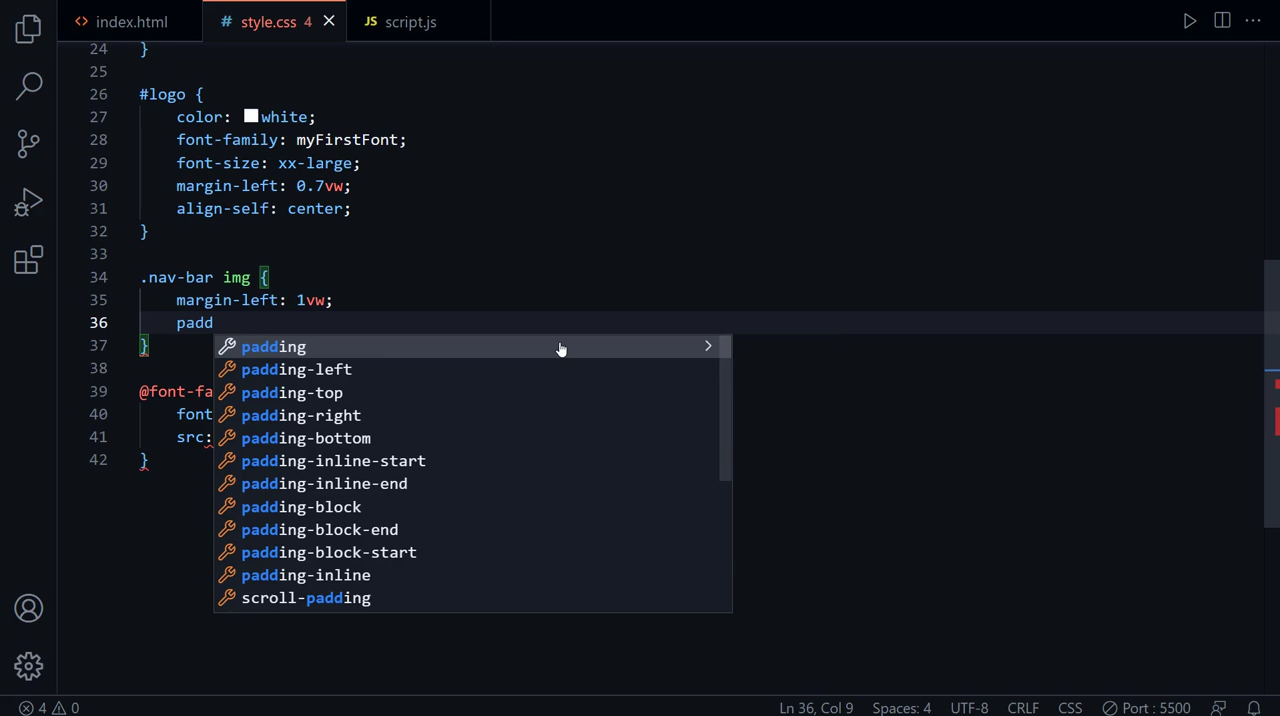 <> index.html # style.css 4 × JS script.js ...
24 }
25
26 #logo {
27 color: white;
28 font-family: myFirstFont;
29 font-size: xx-large;
30 margin-left: 0.7vw;
31 align-self: center;
32 }
33
34 .nav-bar img {
35 margin-left: 1vw;
36 padd
37 } padding >
38 padding-left
padding-top
39 @font-fa padding-right
40 font padding-bottom
41 src: padding-inline-start
42 } padding-inline-end
padding-block
padding-block-end
padding-block-start
padding-inline
scroll-padding
4 0 Ln 36, Col 9 Spaces: 4 UTF-8 CRLF CSS Port : 5500